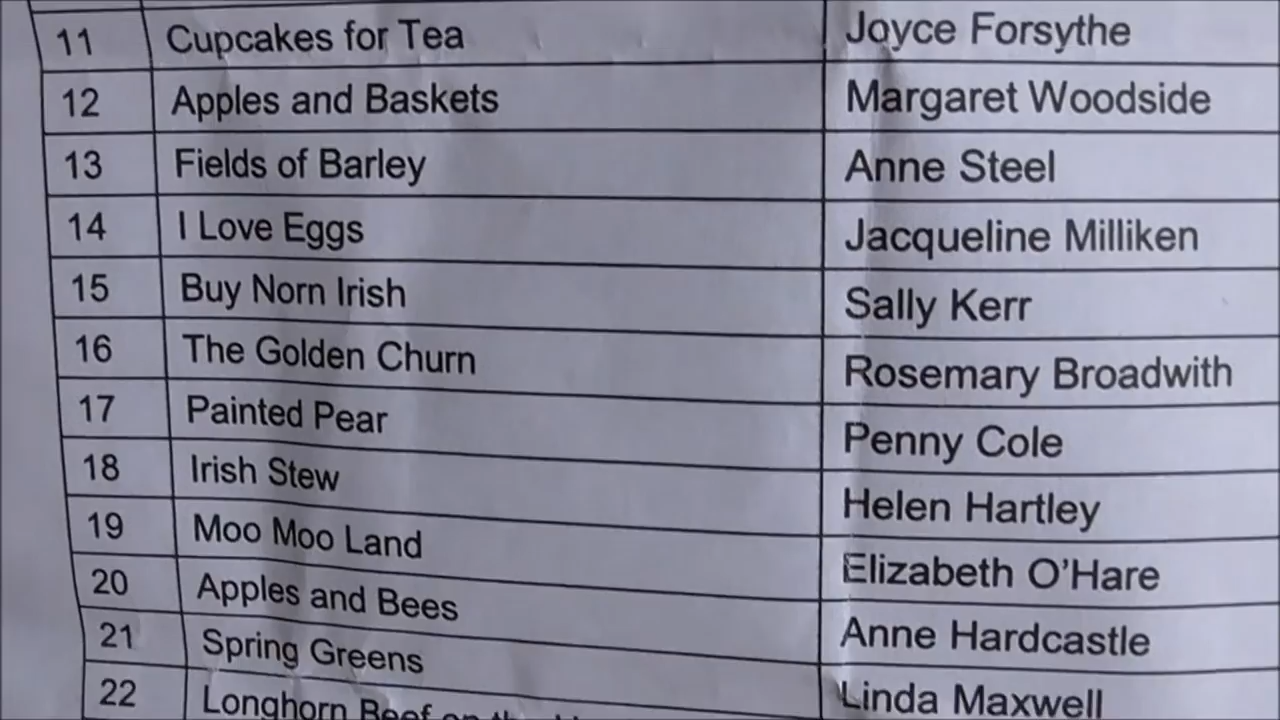 11 Cupcakes for Tea Joyce Forsythe
12 Apples and Baskets Margaret Woodside
13 Fields of Barley Anne Steel
14 I Love Eggs Jacqueline Milliken
15 Buy Norn Irish Sally Kerr
16 The Golden Churn Rosemary Broadwith
17 Painted Pear Penny Cole
18 Irish Stew Helen Hartley
19 Moo Moo Land Elizabeth O'Hare
20 Apples and Bees Anne Hardcastle
21 Spring Greens Linda Maxwell
22 Longhorn Beef on the